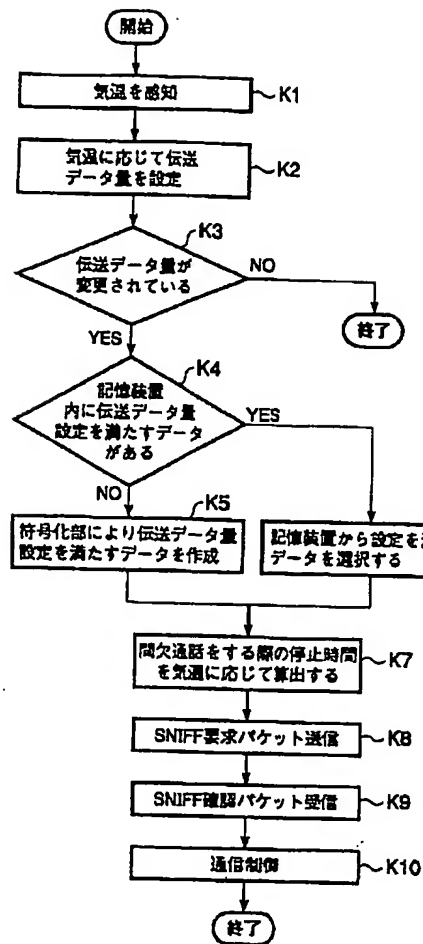 開始
気温を感知
K1
気温に応じて伝送
データ量を設定
K2
K3
伝送データ量が
変更されている
NO
終了
YES
K4
記憶装置
内に伝送データ量
設定を満たすデータ
がある
YES
NO
K5
符号化部により伝送データ量
設定を満たすデータを作成
記憶装置から設定を
データを選択する
間欠通話をする際の停止時間
を気温に応じて算出する
K7
SNIFF要求パケット送信
K8
SNIFF確認パケット受信
K9
通信制御
K10
終了